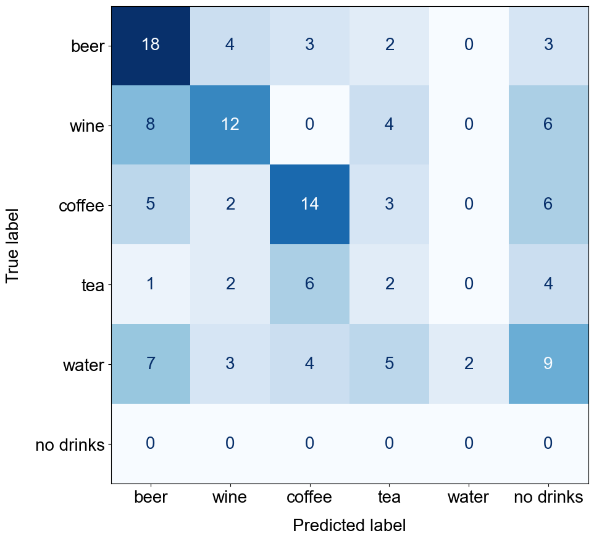 beer 18 4 3 2 0 3
wine 8 12 0 4 0 6
coffee 5 2 14 3 0 6
tea 1 2 6 2 0 4
water 7 3 4 5 2 9
no drinks 0 0 0 0 0 0
beer wine coffee tea water no drinks
Predicted label
True label